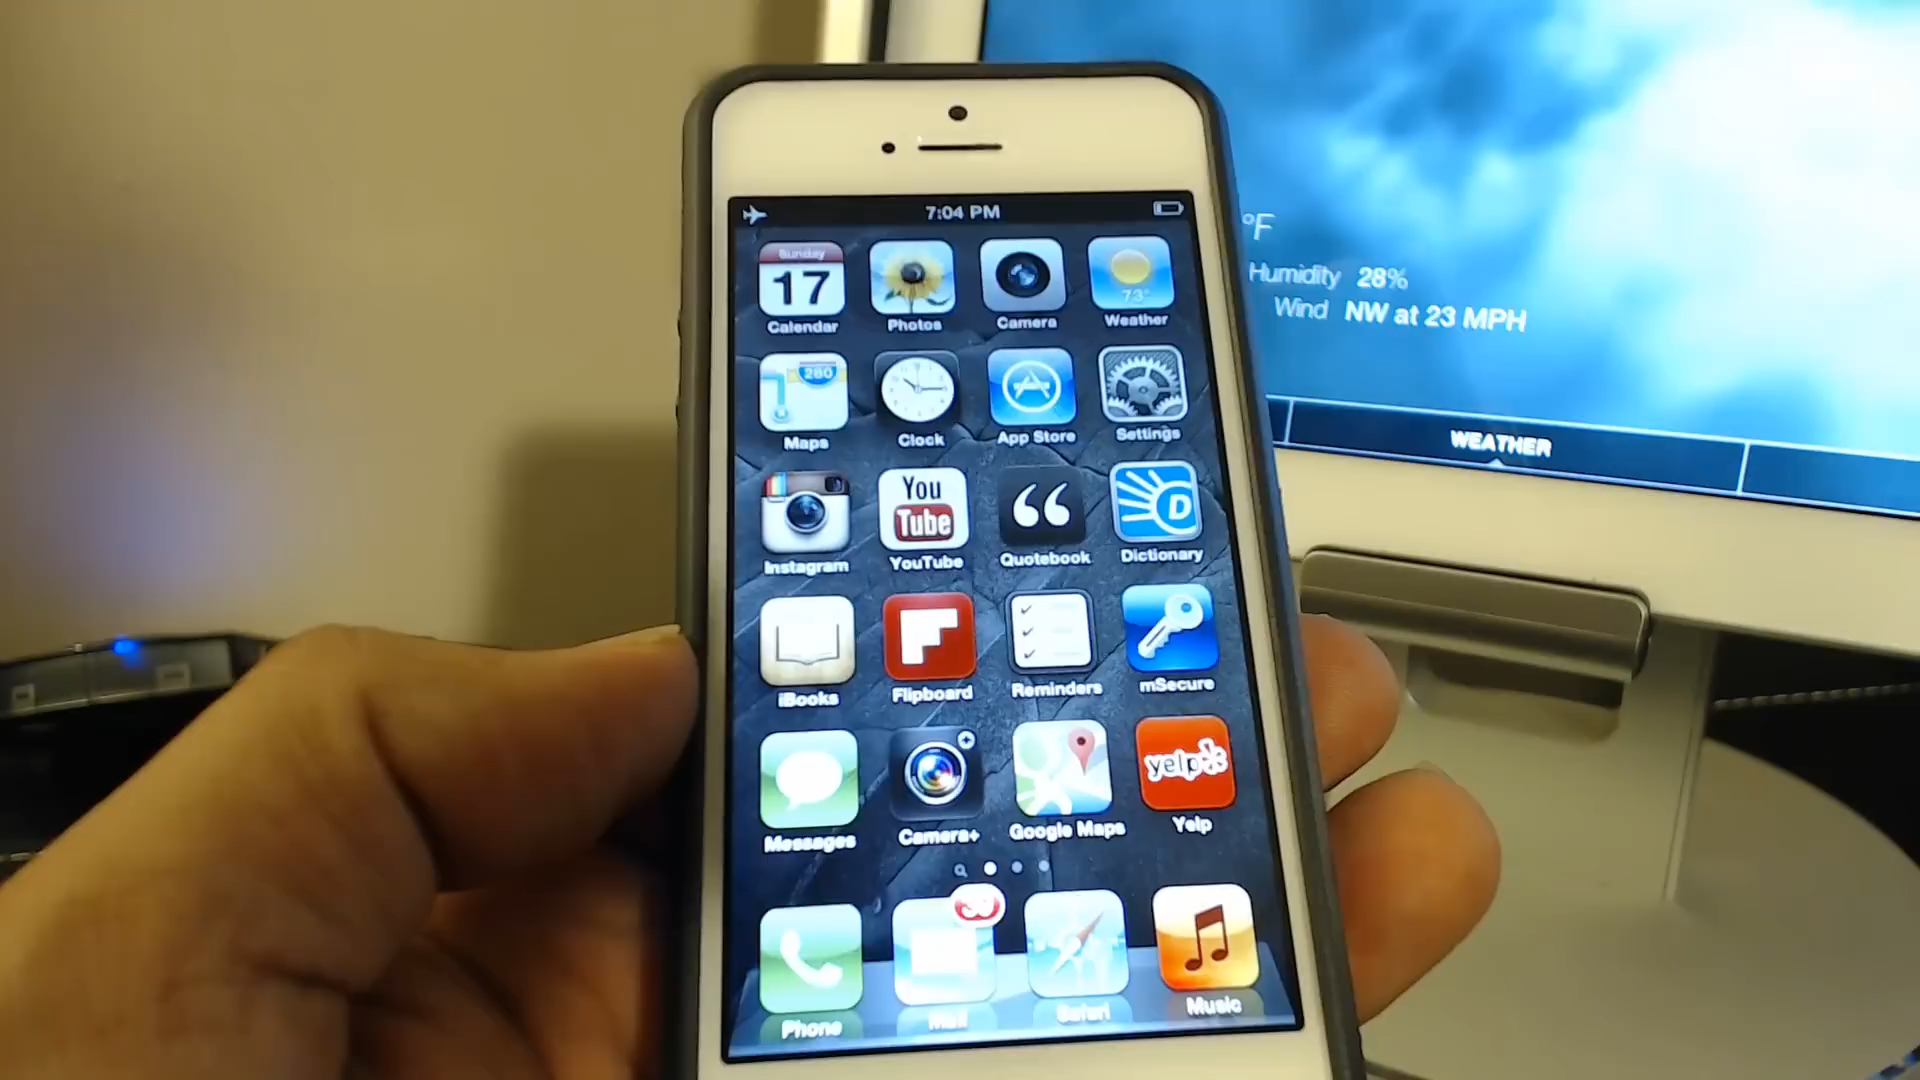 7:04 PM
Sunday
17
73°
Calendar
Photos
Camera
Weather
280
Maps
Clock
App Store
Settings
You
Tube
D
Instagram
YouTube
Quotebook
Dictionary
iBooks
Flipboard
Reminders
mSecure
yelp
Messages
Camera+
Google Maps
Yelp
Phone
Mail
Safari
Music
°F
Humidity 28%
Wind NW at 23 MPH
WEATHER